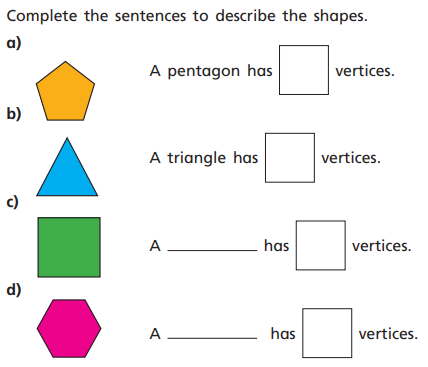 Complete the sentences to describe the shapes.
a)
A pentagon has vertices.
b)
A triangle has vertices.
c)
A has vertices.
d)
A has vertices.